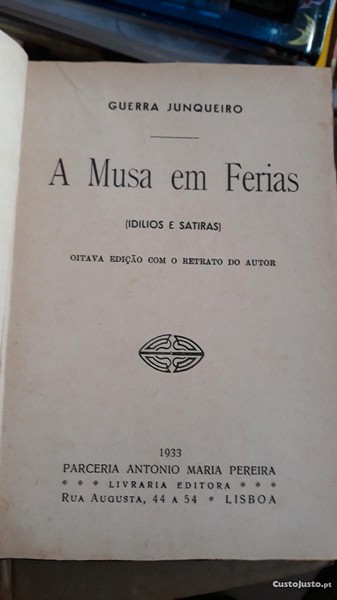 GUERRA JUNQUEIRO
A Musa em Ferias
(IDILIOS E SATIRAS)
OITAVA EDIÇÃO COM O RETRATO DO AUTOR
1933
PARCERIA ANTONIO MARIA PEREIRA
* * * LIVRARIA EDITORA * * *
RUA AUGUSTA, 44 A 54 * LISBOA
CustoJusto.pt